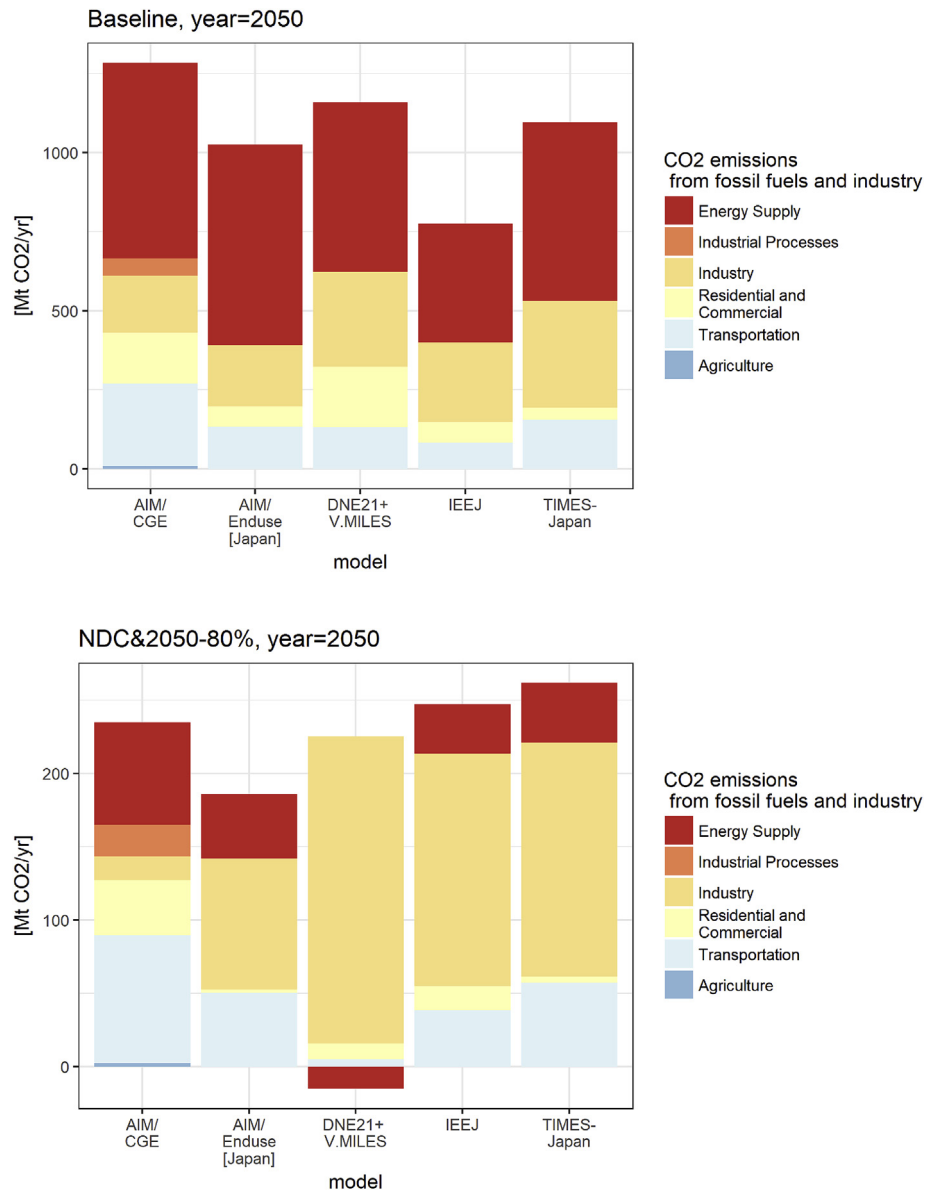 Baseline, year=2050
[Mt CO2/yr]
1000
500
0
AIM/
CGE
AIM/
Enduse
[Japan]
DNE21+
V.MILES
IEEJ
TIMES-
Japan
model
CO2 emissions
from fossil fuels and industry
Energy Supply
Industrial Processes
Industry
Residential and
Commercial
Transportation
Agriculture
NDC&2050-80%, year=2050
[Mt CO2/yr]
200
100
0
AIM/
CGE
AIM/
Enduse
[Japan]
DNE21+
V.MILES
IEEJ
TIMES-
Japan
model
CO2 emissions
from fossil fuels and industry
Energy Supply
Industrial Processes
Industry
Residential and
Commercial
Transportation
Agriculture